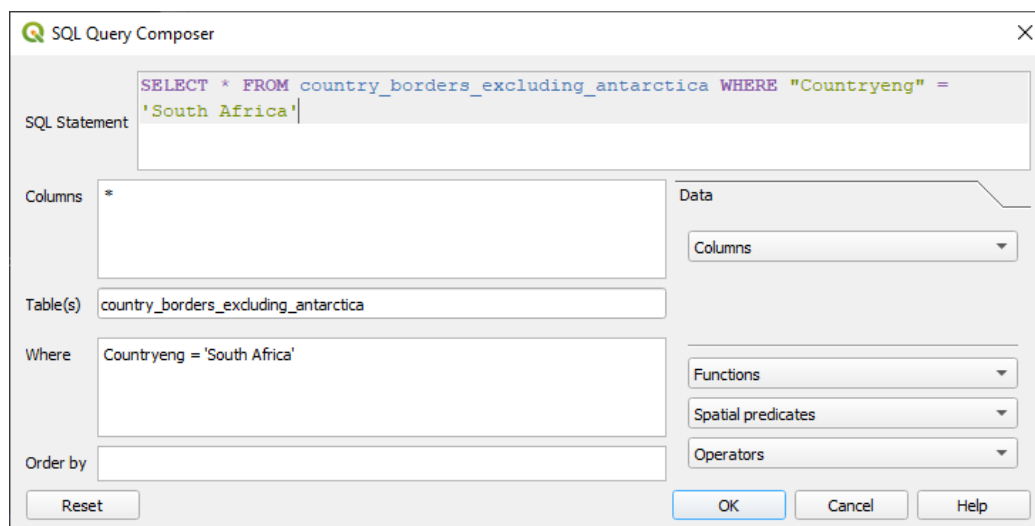 SQL Query Composer
SELECT * FROM country_borders_excluding_antarctica WHERE "Countryeng" =
'South Africa'
SQL Statement
Columns
*
Data
Columns
Table(s)
country_borders_excluding_antarctica
Where
Countryeng = 'South Africa'
Functions
Spatial predicates
Operators
Order by
Reset
OK
Cancel
Help